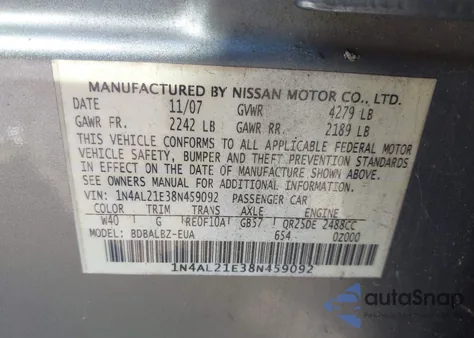 MANUFACTURED BY NISSAN MOTOR CO., LTD.
DATE 11/07 GVWR 4279 LB
GAWR FR. 2242 LB GAWR RR. 2189 LB
THIS VEHICLE CONFORMS TO ALL APPLICABLE FEDERAL MOTOR
VEHICLE SAFETY, BUMPER AND THEFT PREVENTION STANDARDS
IN EFFECT ON THE DATE OF MANUFACTURE SHOWN ABOVE.
SEE OWNERS MANUAL FOR ADDITIONAL INFORMATION.
VIN: 1N4AL21E38N459092 PASSENGER CAR
COLOR TRIM TRANS AXLE ENGINE
W40 G RE0F10A GB57 QR25DE 2488CC
MODEL: BDBALBZ-EUA 654 0Z000
1N4AL21E38N459092
autoSnap